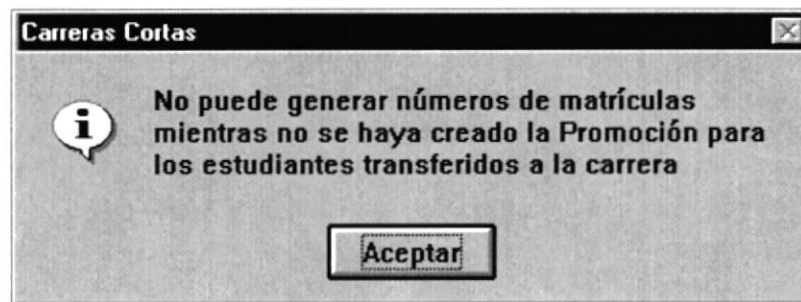 Carreras Cortas
No puede generar números de matrículas
mientras no se haya creado la Promoción para
los estudiantes transferidos a la carrera
Aceptar